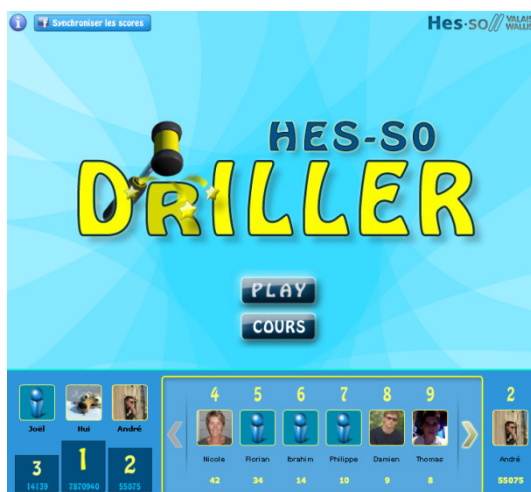 i Synchroniser les scores
Hes·so// VALAIS
WALLIS
HES-SO
DRILLER
PLAY
COURS
4 5 6 7 8 9 2
Joël Hui André
Nicole Florian Ibrahim Philippe Damien Thomas André
3 1 2
14139 7870940 55075
42 34 14 10 9 8 55075